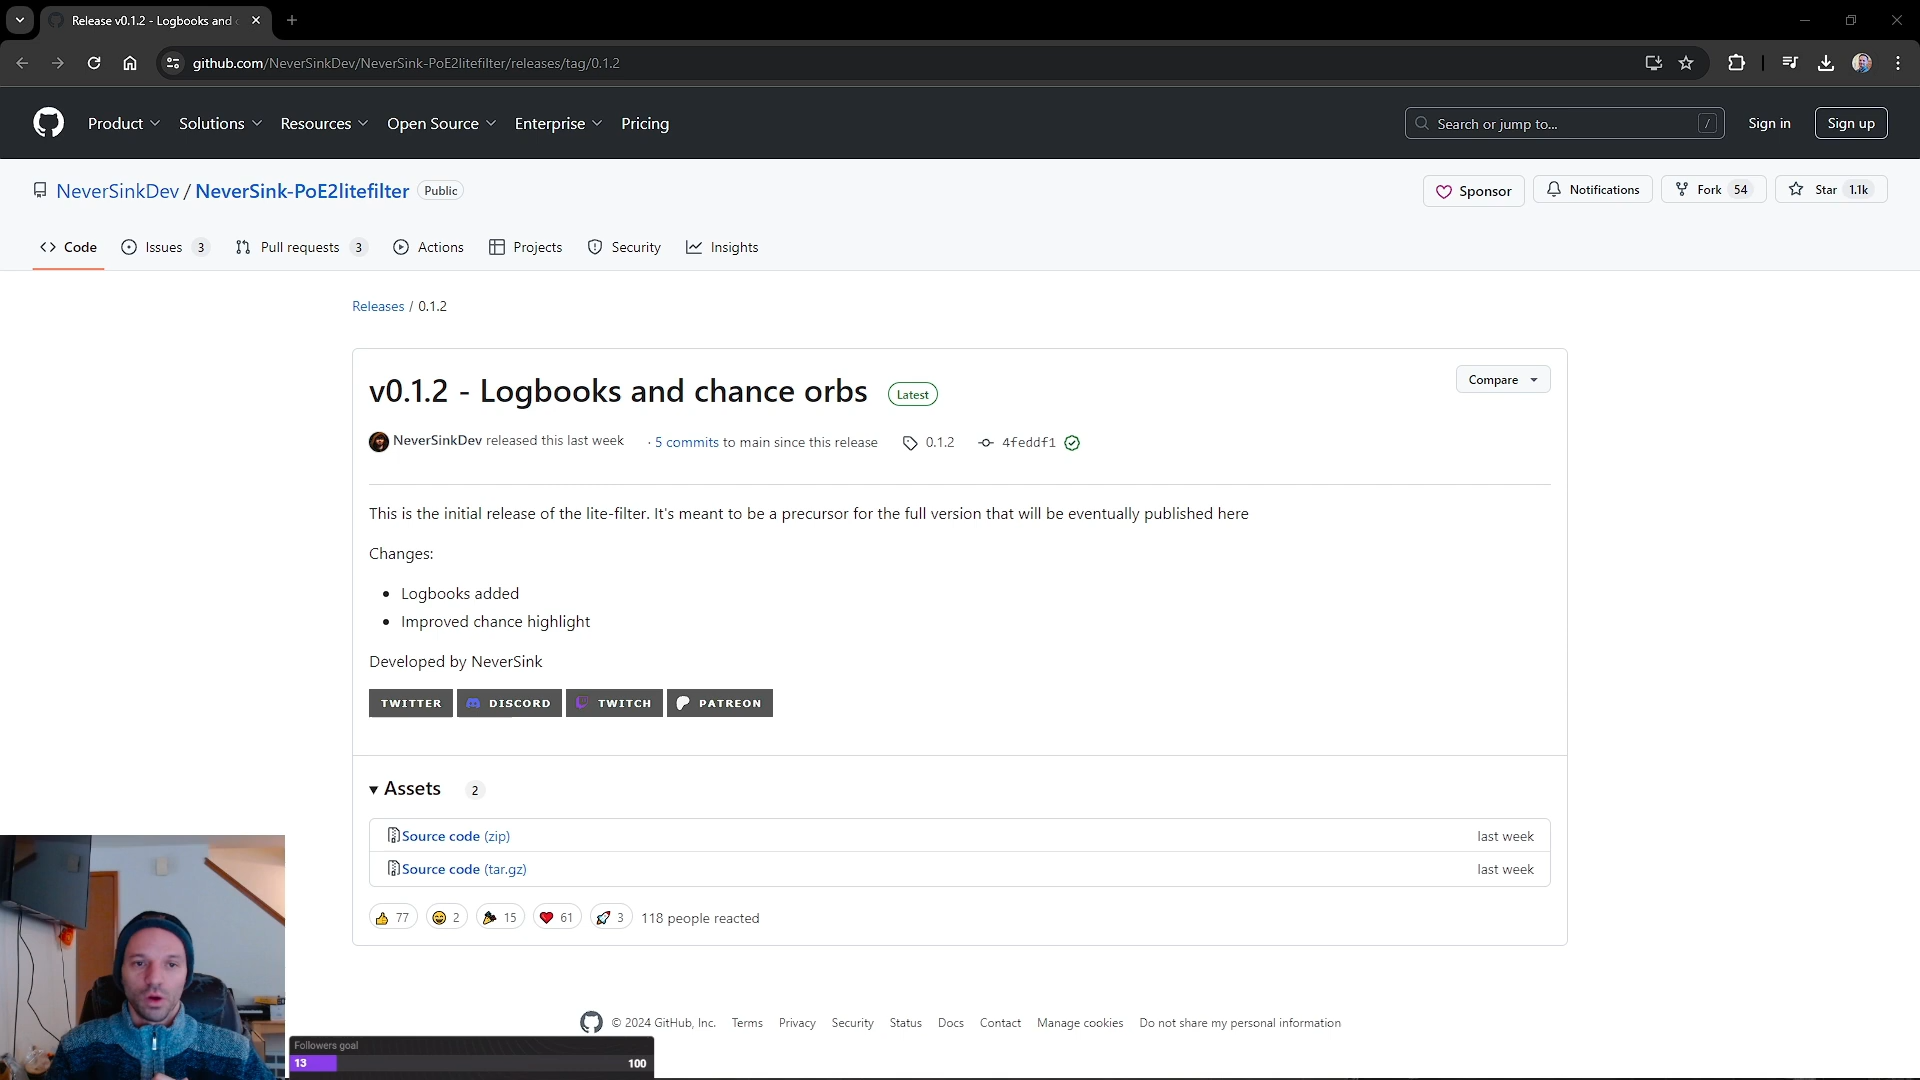 Release v0.1.2 - Logbooks and
github.com/NeverSinkDev/NeverSink-PoE2litefilter/releases/tag/0.1.2
Product Solutions Resources Open Source Enterprise Pricing Search or jump to... / Sign in Sign up
NeverSinkDev / NeverSink-PoE2litefilter Public Sponsor Notifications Fork 54 Star 1.1k
Code Issues 3 Pull requests 3 Actions Projects Security Insights
Releases / 0.1.2
v0.1.2 - Logbooks and chance orbs Latest Compare
NeverSinkDev released this last week · 5 commits to main since this release 0.1.2 4feddf1
This is the initial release of the lite-filter. It's meant to be a precursor for the full version that will be eventually published here
Changes:
• Logbooks added
• Improved chance highlight
Developed by NeverSink
TWITTER DISCORD TWITCH PATREON
Assets 2
Source code (zip) last week
Source code (tar.gz) last week
77 2 15 61 3 118 people reacted
© 2024 GitHub, Inc. Terms Privacy Security Status Docs Contact Manage cookies Do not share my personal information
Followers goal
13 100